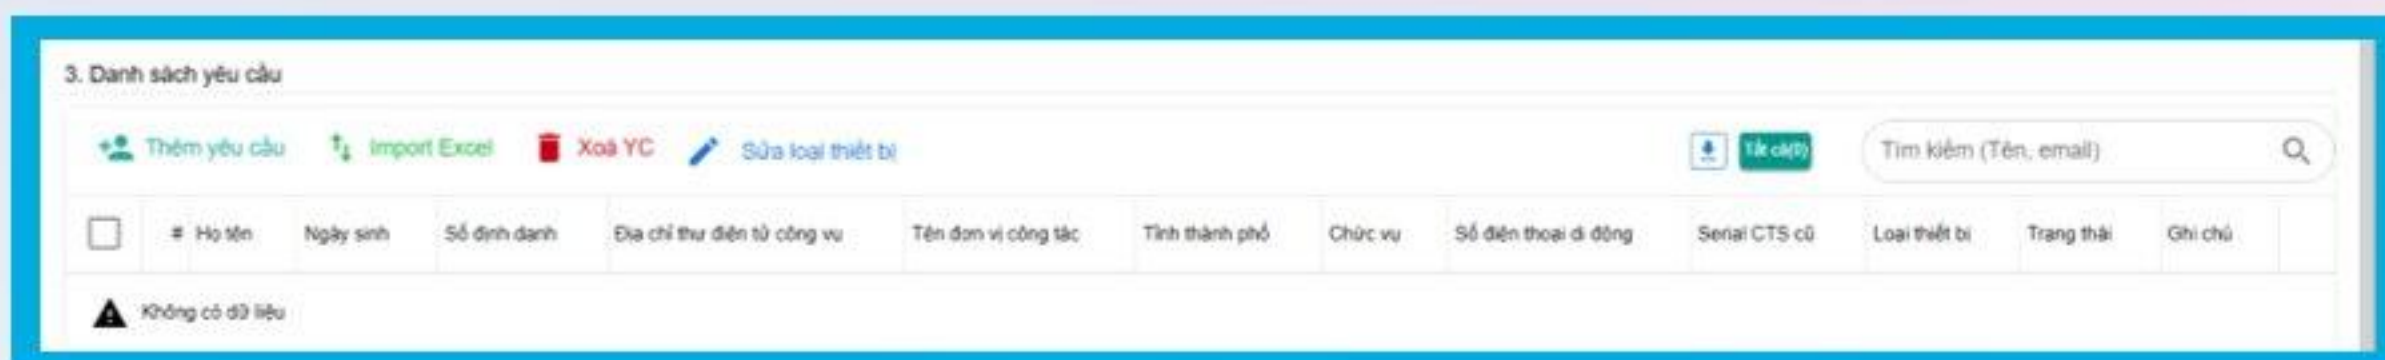 3. Danh sách yêu cầu
Thêm yêu cầu Import Excel Xoá YC Sửa loại thiết bị Tất cả(0) Tìm kiếm (Tên, email)
# Họ tên Ngày sinh Số định danh Địa chỉ thư điện tử công vụ Tên đơn vị công tác Tỉnh thành phố Chức vụ Số điện thoại di động Serial CTS cũ Loại thiết bị Trạng thái Ghi chú
Không có dữ liệu